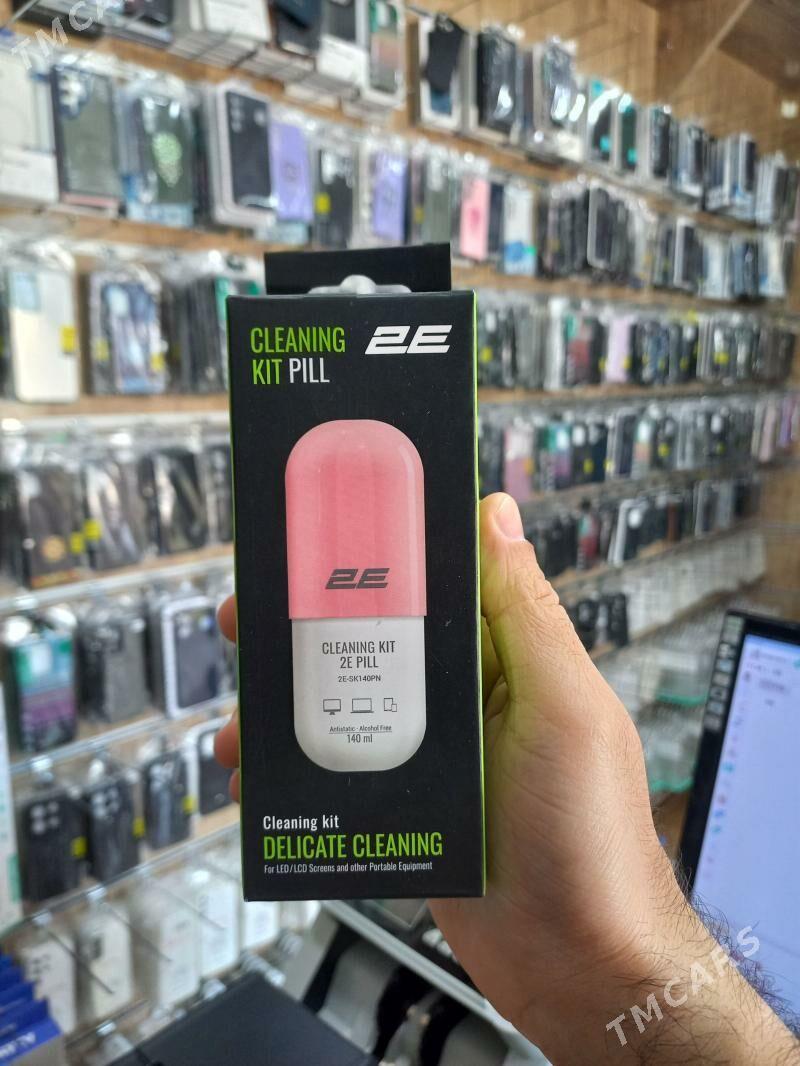 TMCARS
CLEANING
KIT PILL
2E
2E
CLEANING KIT
2E PILL
2E-SK140PN
Antistatic - Alcohol Free
140 ml
Cleaning kit
DELICATE CLEANING
For LED/LCD Screens and other Portable Equipment
TMCARS